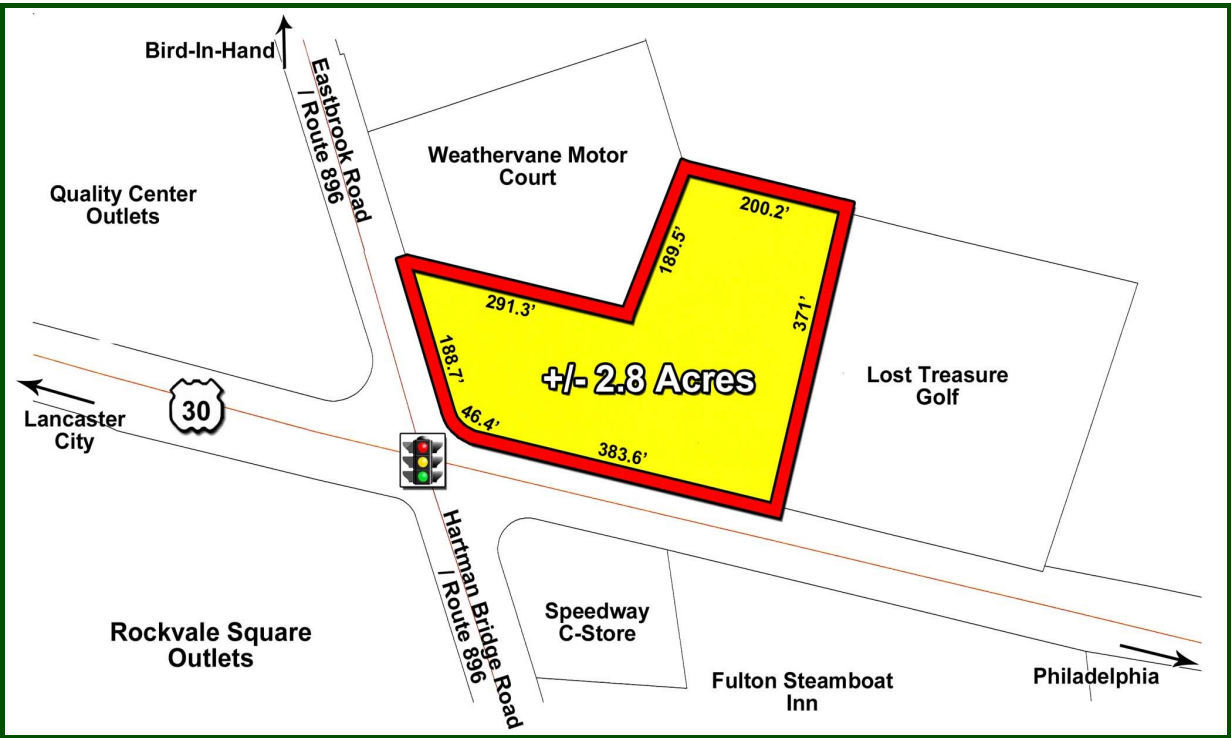 Bird-In-Hand
Eastbrook Road
/ Route 896
Weathervane Motor
Court
Quality Center
Outlets
200.2’
189.5’
291.3’
371’
188.7’
+/- 2.8 Acres
Lost Treasure
Golf
30
Lancaster
City
46.4’
383.6’
Hartman Bridge Road
/ Route 896
Speedway
C-Store
Rockvale Square
Outlets
Fulton Steamboat
Inn
Philadelphia